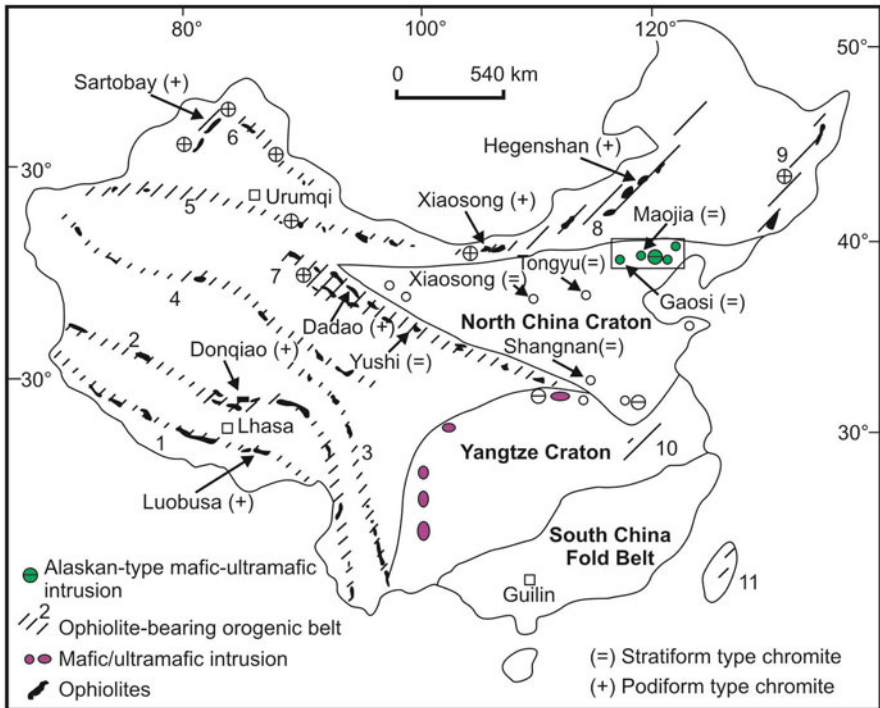 80°
100°
120°
50°
0 540 km
Sartobay (+)
6
Hegenshan (+)
9
30°
Urumqi
5
Xiaosong (+)
8
Maojia (=)
40°
7
Xiaosong (=)
Tongyu(=)
Gaosi (=)
4
North China Craton
Dadao (+)
2
Donqiao (+)
Yushi (=)
Shangnan(=)
30°
Lhasa
1
3
Yangtze Craton
10
30°
Luobusa (+)
South China
Fold Belt
Guilin
11
Alaskan-type mafic-ultramafic
intrusion
2
Ophiolite-bearing orogenic belt
Mafic/ultramafic intrusion
Ophiolites
(=) Stratiform type chromite
(+) Podiform type chromite